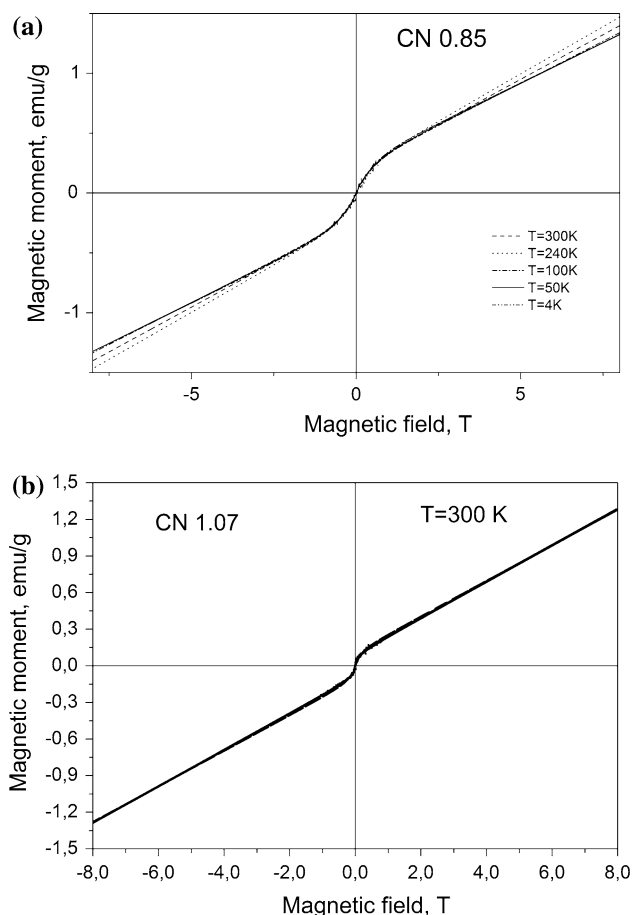 (a)
CN 0.85
Magnetic moment, emu/g
1
0
-1
T=300K
T=240K
T=100K
T=50K
T=4K
-5 0 5
Magnetic field, T
(b)
CN 1.07 T=300 K
Magnetic moment, emu/g
1,5
1,2
0,9
0,6
0,3
0,0
-0,3
-0,6
-0,9
-1,2
-1,5
-8,0 -6,0 -4,0 -2,0 0,0 2,0 4,0 6,0 8,0
Magnetic field, T